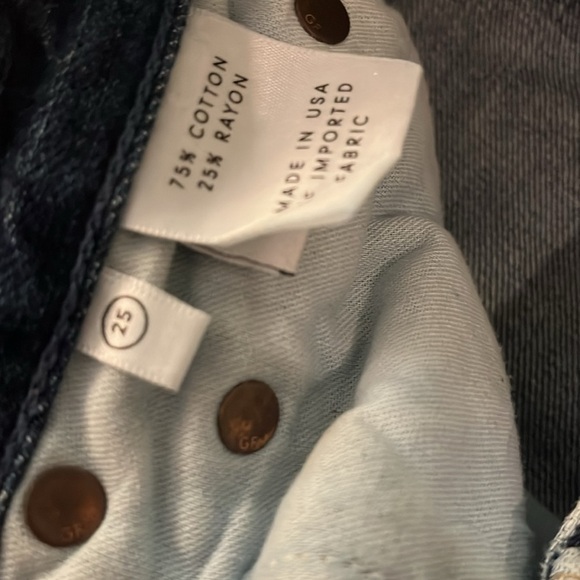 75% COTTON
25% RAYON
MADE IN USA
IMPORTED
FABRIC
25